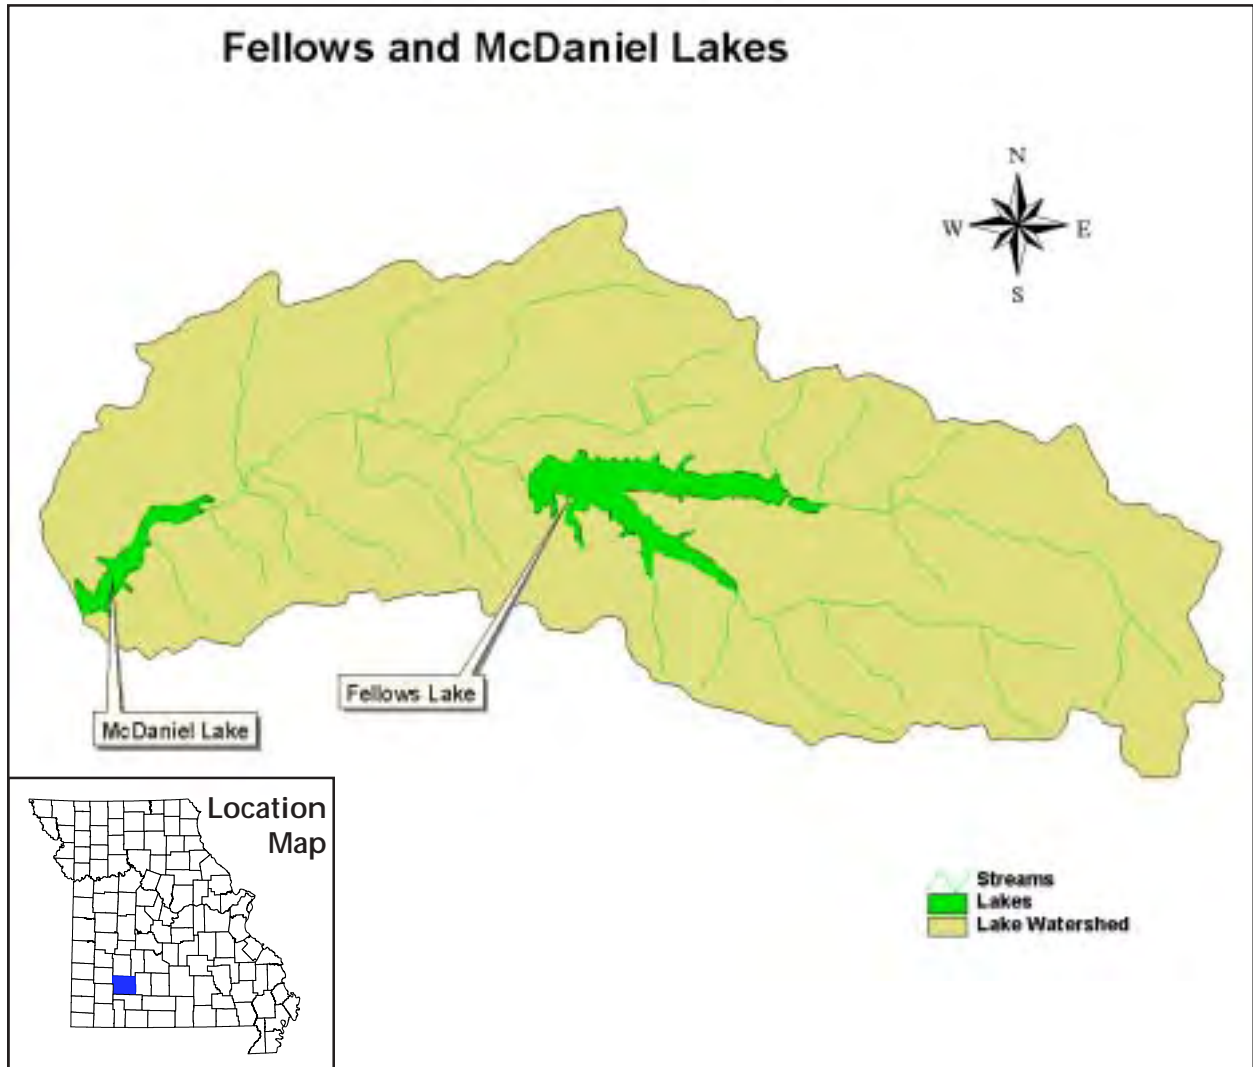 Fellows and McDaniel Lakes
N
W
E
S
Fellows Lake
McDaniel Lake
Location
Map
Streams
Lakes
Lake Watershed